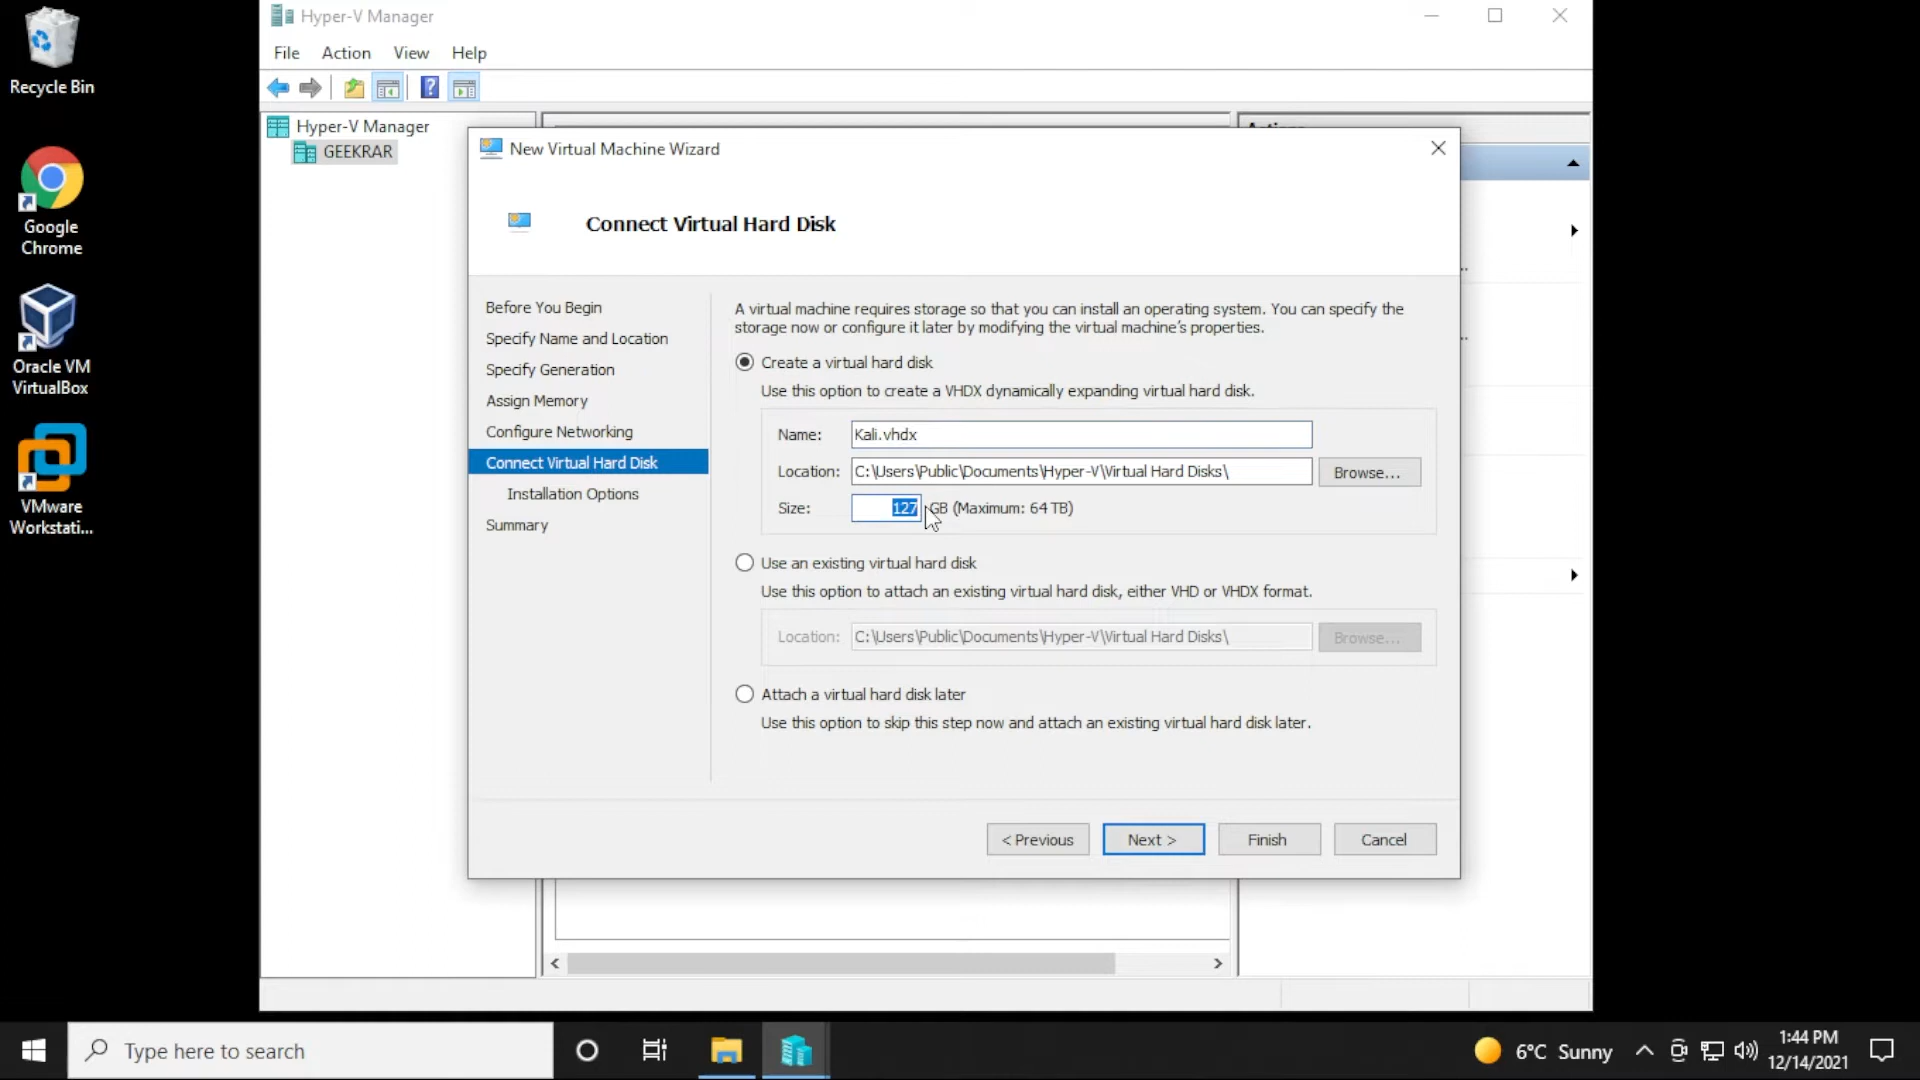 Recycle Bin
Google
Chrome
Oracle VM
VirtualBox
VMware
Workstati...
Hyper-V Manager
File Action View Help
Hyper-V Manager
GEEKRAR
New Virtual Machine Wizard
Connect Virtual Hard Disk
Before You Begin
Specify Name and Location
Specify Generation
Assign Memory
Configure Networking
Connect Virtual Hard Disk
Installation Options
Summary
A virtual machine requires storage so that you can install an operating system. You can specify the
storage now or configure it later by modifying the virtual machine's properties.
Create a virtual hard disk
Use this option to create a VHDX dynamically expanding virtual hard disk.
Name: Kali.vhdx
Location: C:\Users\Public\Documents\Hyper-V\Virtual Hard Disks\ Browse...
Size: 127 GB (Maximum: 64 TB)
Use an existing virtual hard disk
Use this option to attach an existing virtual hard disk, either VHD or VHDX format.
Location: C:\Users\Public\Documents\Hyper-V\Virtual Hard Disks\ Browse...
Attach a virtual hard disk later
Use this option to skip this step now and attach an existing virtual hard disk later.
< Previous Next > Finish Cancel
Type here to search
6°C Sunny
1:44 PM
12/14/2021